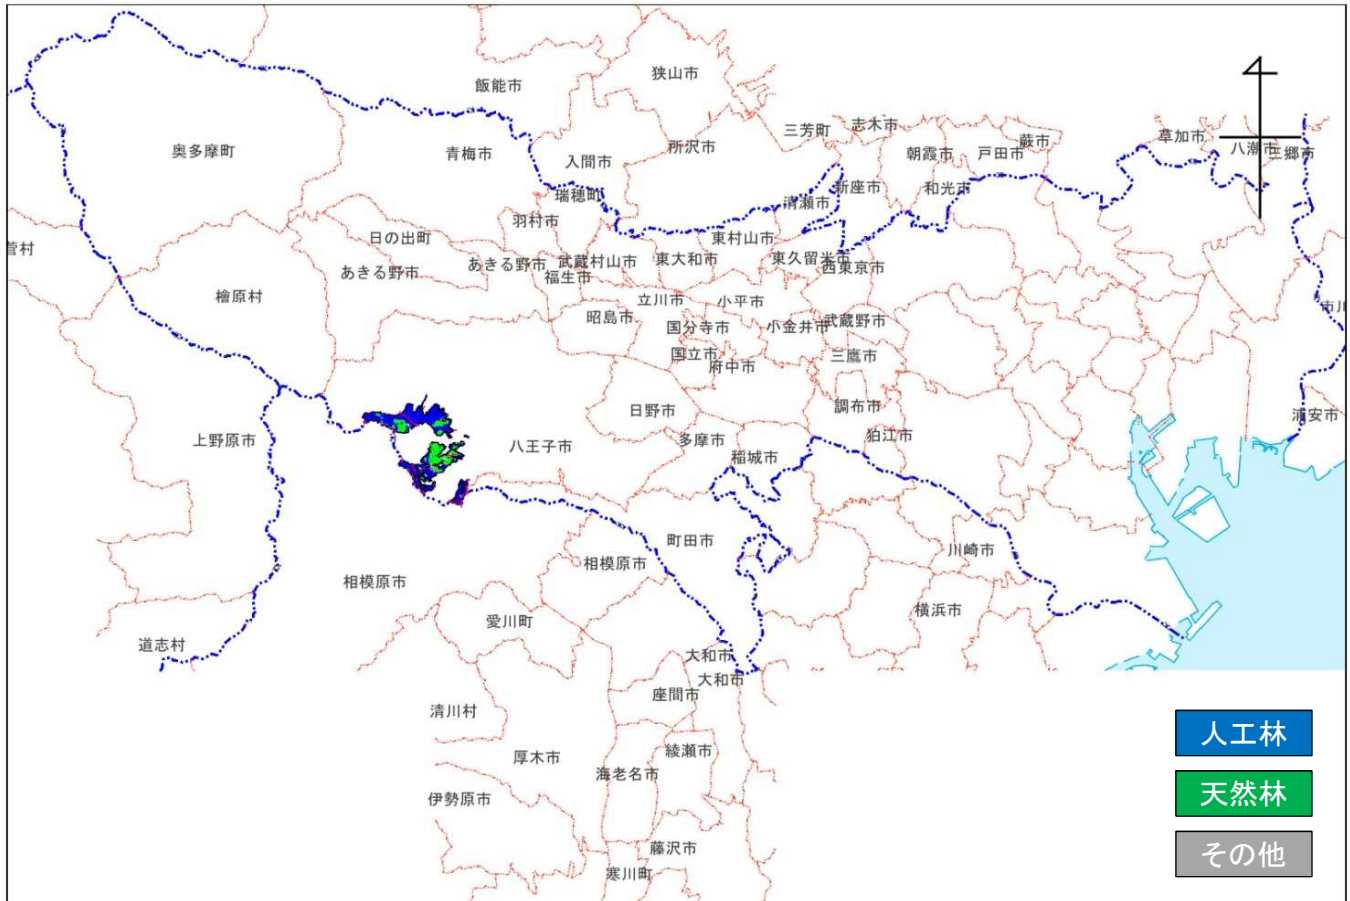 狭山市
飯能市
三芳町
志木市
草加市
蕨市
奥多摩町
青梅市
入間市
所沢市
朝霞市
戸田市
八潮市
三郷市
新座市
和光市
瑞穂町
清瀬市
羽村市
日の出町
東村山市
菅村
あきる野市
あきる野市
武蔵村山市
東大和市
東久留米市
西東京市
福生市
檜原村
立川市
小平市
市川
昭島市
国分寺市
小金井市
武蔵野市
国立市
府中市
三鷹市
日野市
調布市
浦安市
上野原市
八王子市
多摩市
狛江市
稲城市
町田市
川崎市
相模原市
相模原市
横浜市
愛川町
道志村
大和市
大和市
座間市
清川村
人工林
厚木市
綾瀬市
海老名市
天然林
伊勢原市
藤沢市
その他
寒川町